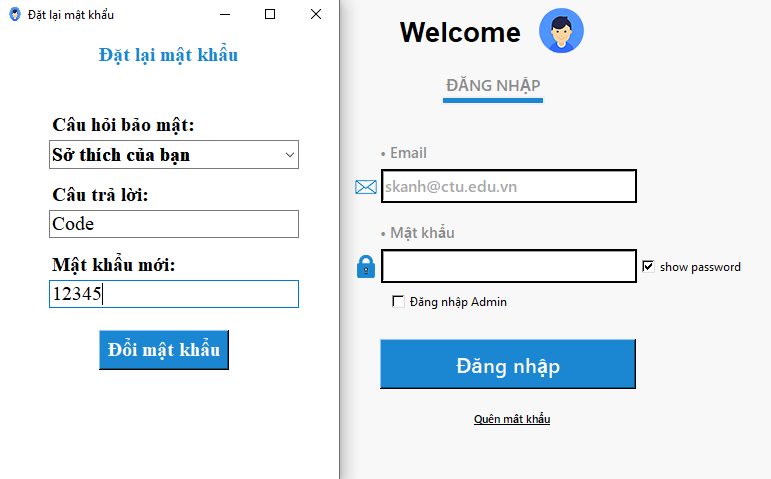 Đặt lại mật khẩu
Đặt lại mật khẩu
Câu hỏi bảo mật:
Sở thích của bạn
Câu trả lời:
Code
Mật khẩu mới:
12345
Đổi mật khẩu
Welcome
ĐĂNG NHẬP
• Email
skanh@ctu.edu.vn
• Mật khẩu
show password
Đăng nhập Admin
Đăng nhập
Quên mât khẩu